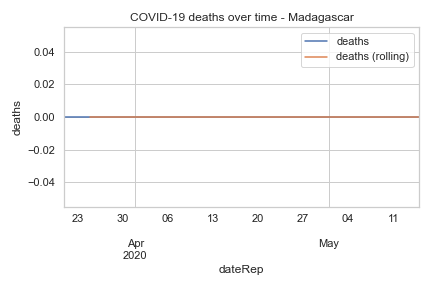 COVID-19 deaths over time - Madagascar
deaths
deaths (rolling)
0.04
0.02
0.00
−0.02
−0.04
deaths
23 30 06 13 20 27 04 11
Apr May
2020
dateRep